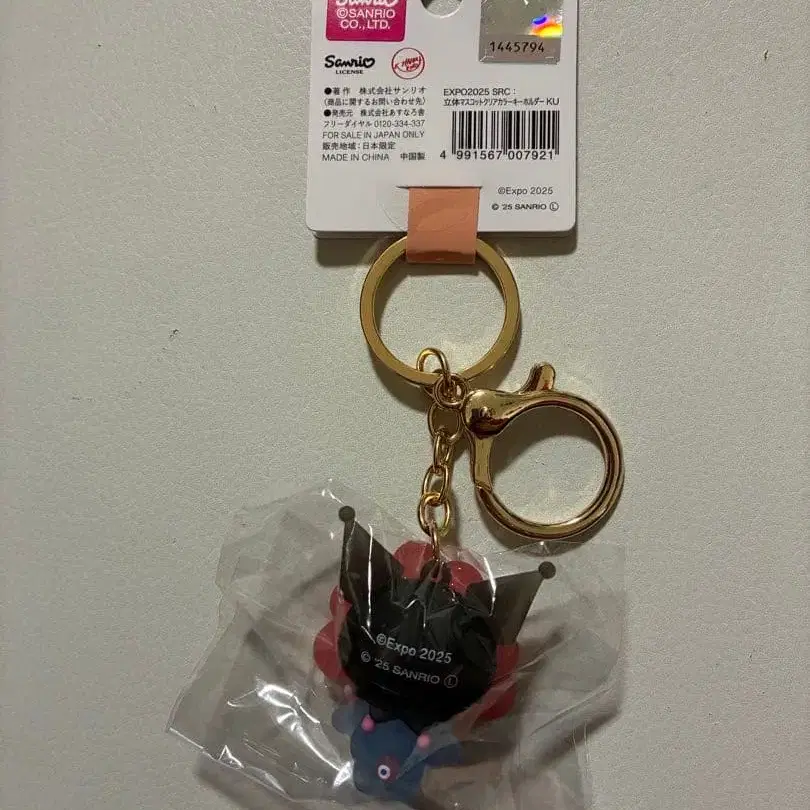 Sanrio
©SANRIO
CO., LTD.
1445794
Sanrio
LICENSE
●著作 株式会社サンリオ
(商品に関するお問い合わせ先)
●発売元 株式会社あすなろ舎
フリーダイヤル 0120-334-337
FOR SALE IN JAPAN ONLY
販売地域:日本限定
MADE IN CHINA 中国製
EXPO2025 SRC:
立体マスコットクリアカラーキーホルダー KU
4 991567 007921
©Expo 2025
© '25 SANRIO Ⓛ
©Expo 2025
© '25 SANRIO Ⓛ